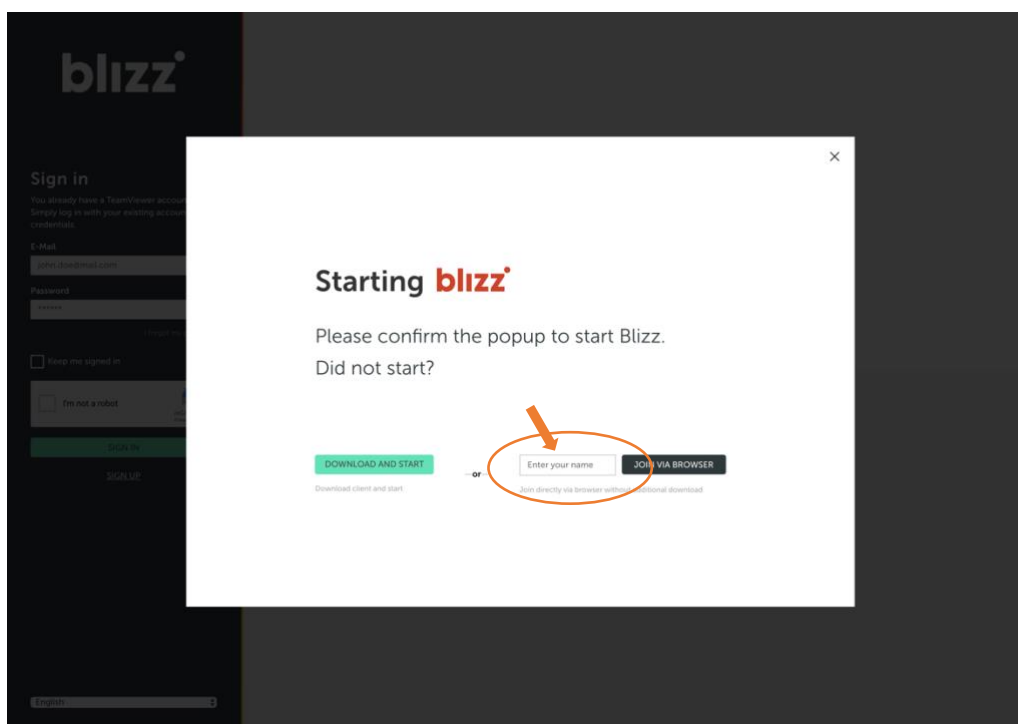 blizz
Sign in
You already have a TeamViewer accoun
Simply log in with your existing accoun
credentials.
E-Mail
john.doe@mail.com
Password
******
I forgot my
Keep me signed in
I'm not a robot
SIGN IN
SIGN UP
English
×
Starting blizz
Please confirm the popup to start Blizz.
Did not start?
DOWNLOAD AND START
Download client and start
or
Enter your name
JOIN VIA BROWSER
Join directly via browser without additional download